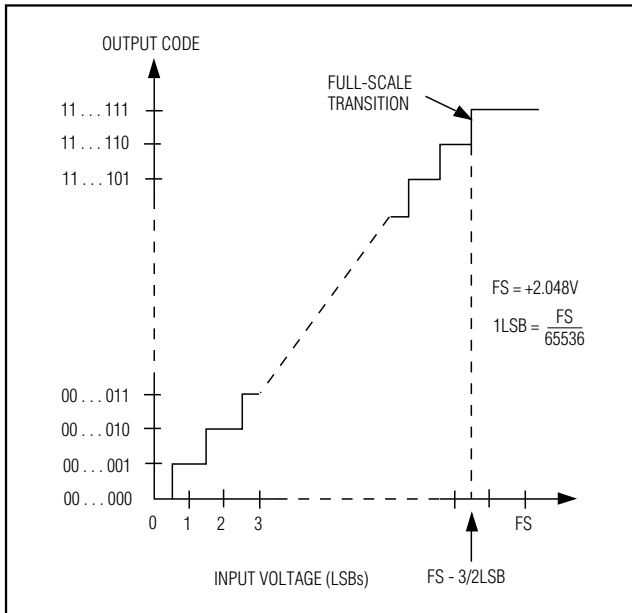 OUTPUT CODE
FULL-SCALE
TRANSITION
11 . . . 111
11 . . . 110
11 . . . 101
FS = +2.048V
1LSB = FS
65536
00 . . . 011
00 . . . 010
00 . . . 001
00 . . . 000
0 1 2 3 FS
INPUT VOLTAGE (LSBs) FS - 3/2LSB